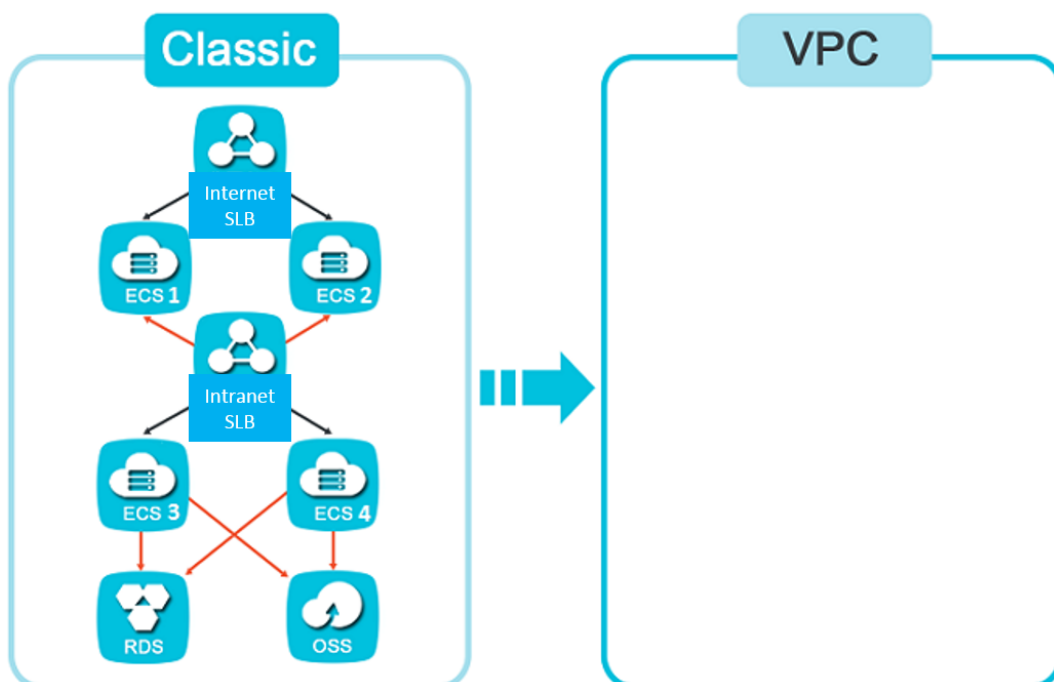 Classic
VPC
Internet
SLB
ECS 1
ECS 2
Intranet
SLB
ECS 3
ECS 4
RDS
OSS